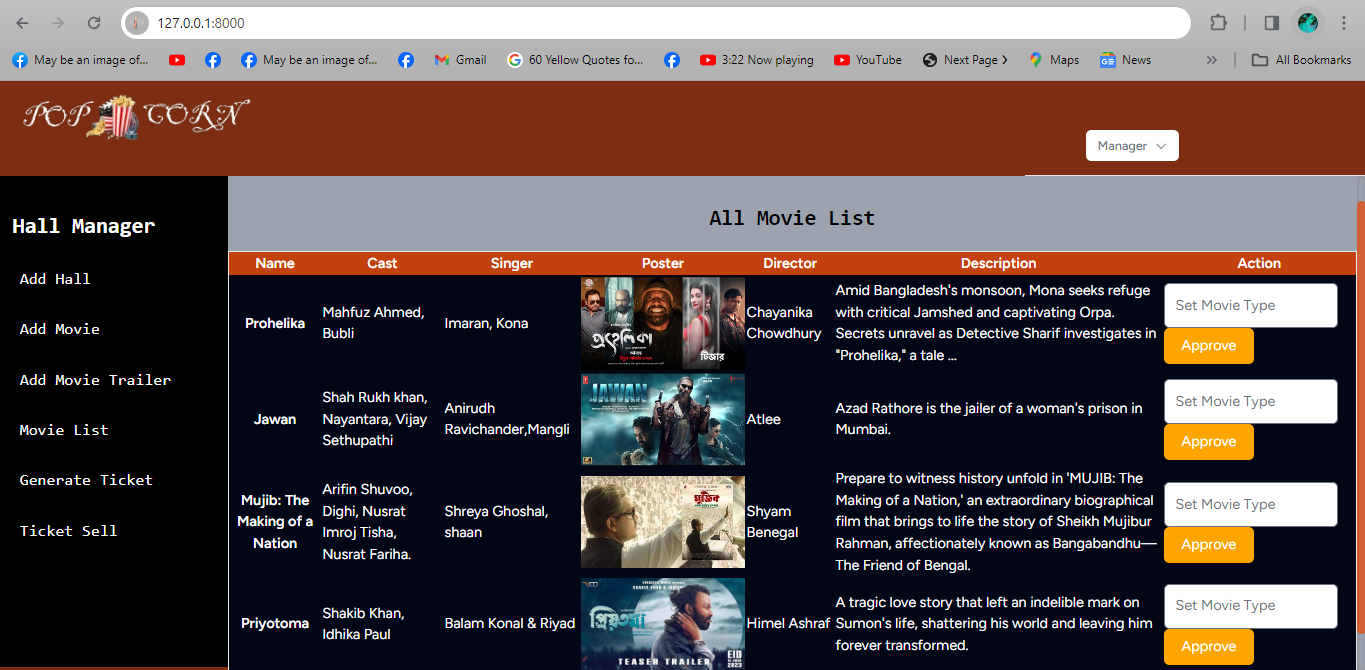 127.0.0.1:8000
May be an image of...
May be an image of...
Gmail
60 Yellow Quotes fo...
3:22 Now playing
YouTube
Next Page
Maps
News
All Bookmarks
POP CORN
Manager
Hall Manager
Add Hall
Add Movie
Add Movie Trailer
Movie List
Generate Ticket
Ticket Sell
All Movie List
Name Cast Singer Poster Director Description Action
Prohelika
Mahfuz Ahmed,
Bubli
Imaran, Kona
প্রহেলিকা
টিজার
Chayanika
Chowdhury
Amid Bangladesh's monsoon, Mona seeks refuge
with critical Jamshed and captivating Orpa.
Secrets unravel as Detective Sharif investigates in
"Prohelika," a tale ...
Set Movie Type
Approve
Jawan
Shah Rukh khan,
Nayantara, Vijay
Sethupathi
Anirudh
Ravichander,Mangli
JAWAN
Atlee
Azad Rathore is the jailer of a woman's prison in
Mumbai.
Set Movie Type
Approve
Mujib: The
Making of a
Nation
Arifin Shuvoo,
Dighi, Nusrat
Imroj Tisha,
Nusrat Fariha.
Shreya Ghoshal,
shaan
মুজিব
Shyam
Benegal
Prepare to witness history unfold in 'MUJIB: The
Making of a Nation,' an extraordinary biographical
film that brings to life the story of Sheikh Mujibur
Rahman, affectionately known as Bangabandhu—
The Friend of Bengal.
Set Movie Type
Approve
Priyotoma
Shakib Khan,
Idhika Paul
Balam Konal & Riyad
প্রিয়তমা
TEASER TRAILER
EID
2023
Himel Ashraf
A tragic love story that left an indelible mark on
Sumon's life, shattering his world and leaving him
forever transformed.
Set Movie Type
Approve